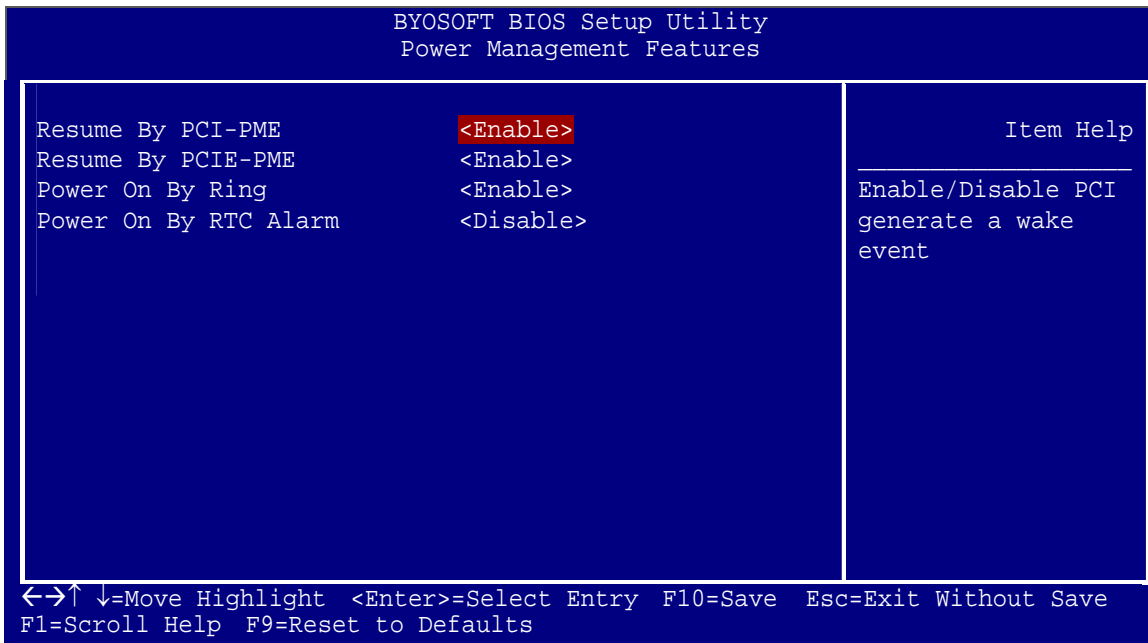 BYOSOFT BIOS Setup Utility
Power Management Features
Resume By PCI-PME <Enable>
Resume By PCIE-PME <Enable>
Power On By Ring <Enable>
Power On By RTC Alarm <Disable>
Item Help
Enable/Disable PCI
generate a wake
event
←→↑ ↓=Move Highlight <Enter>=Select Entry F10=Save Esc=Exit Without Save
F1=Scroll Help F9=Reset to Defaults